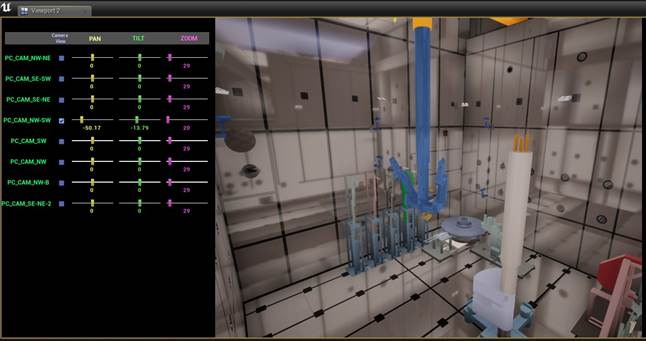 Viewport 2
Camera View PAN TILT ZOOM
PC_CAM_NW-NE 0 0 29
PC_CAM_SE-SW 0 0 29
PC_CAM_SE-NE 0 0 29
PC_CAM_NW-SW -50.17 -13.79 20
PC_CAM_SW 0 0 29
PC_CAM_NW 0 0 29
PC_CAM_NW-B 0 0 29
PC_CAM_SE-NE-2 0 0 29